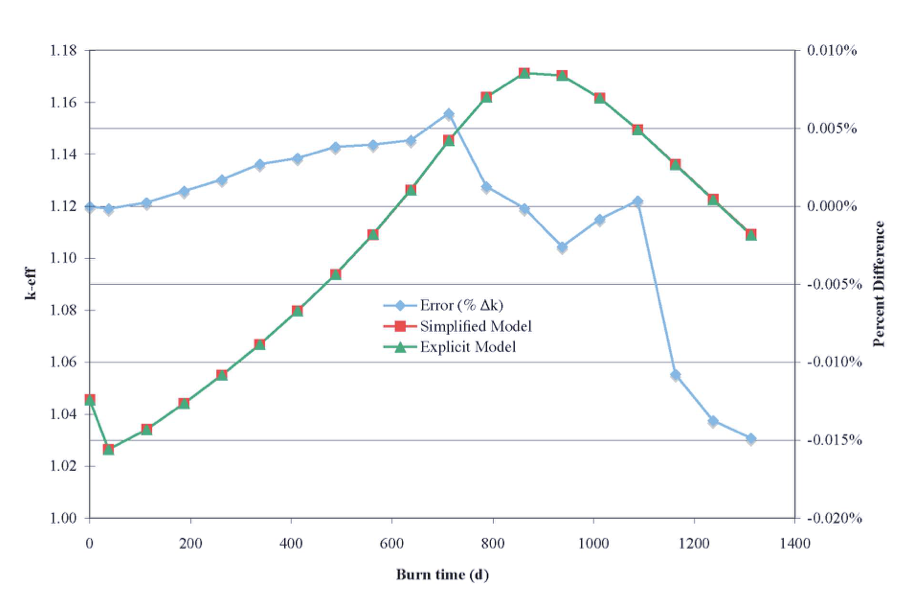 k-eff
1.18
1.16
1.14
1.12
1.10
1.08
1.06
1.04
1.02
1.00
0.010%
0.005%
0.000%
-0.005%
-0.010%
-0.015%
-0.020%
Percent Difference
Error (% Δk)
Simplified Model
Explicit Model
0 200 400 600 800 1000 1200 1400
Burn time (d)